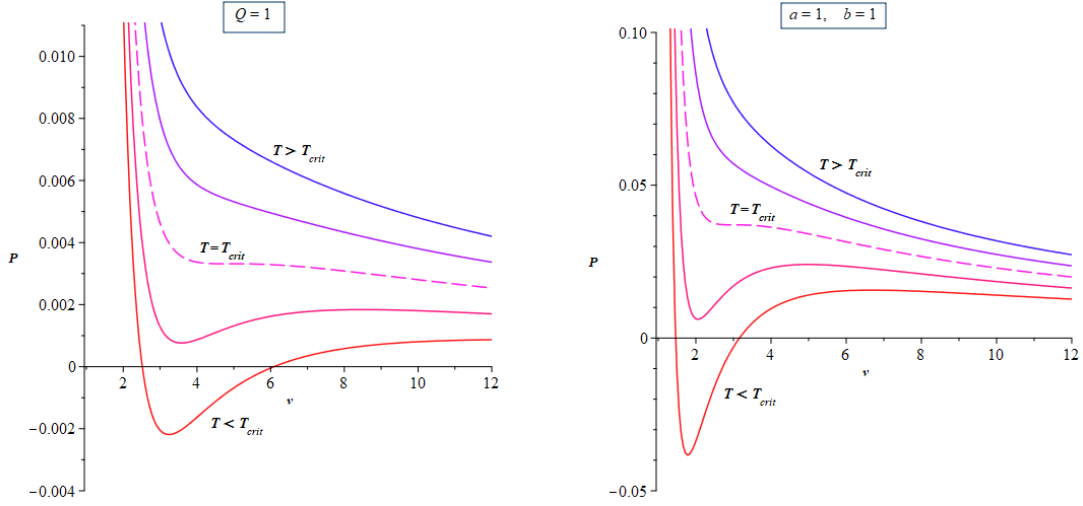 Q = 1
0.010
0.008
0.006
0.004
0.002
0
−0.002
−0.004
P
2
4
6
8
10
12
v
T > T_crit
T = T_crit
T < T_crit
a = 1, b = 1
0.10
0.05
0
−0.05
P
2
4
6
8
10
12
v
T > T_crit
T = T_crit
T < T_crit